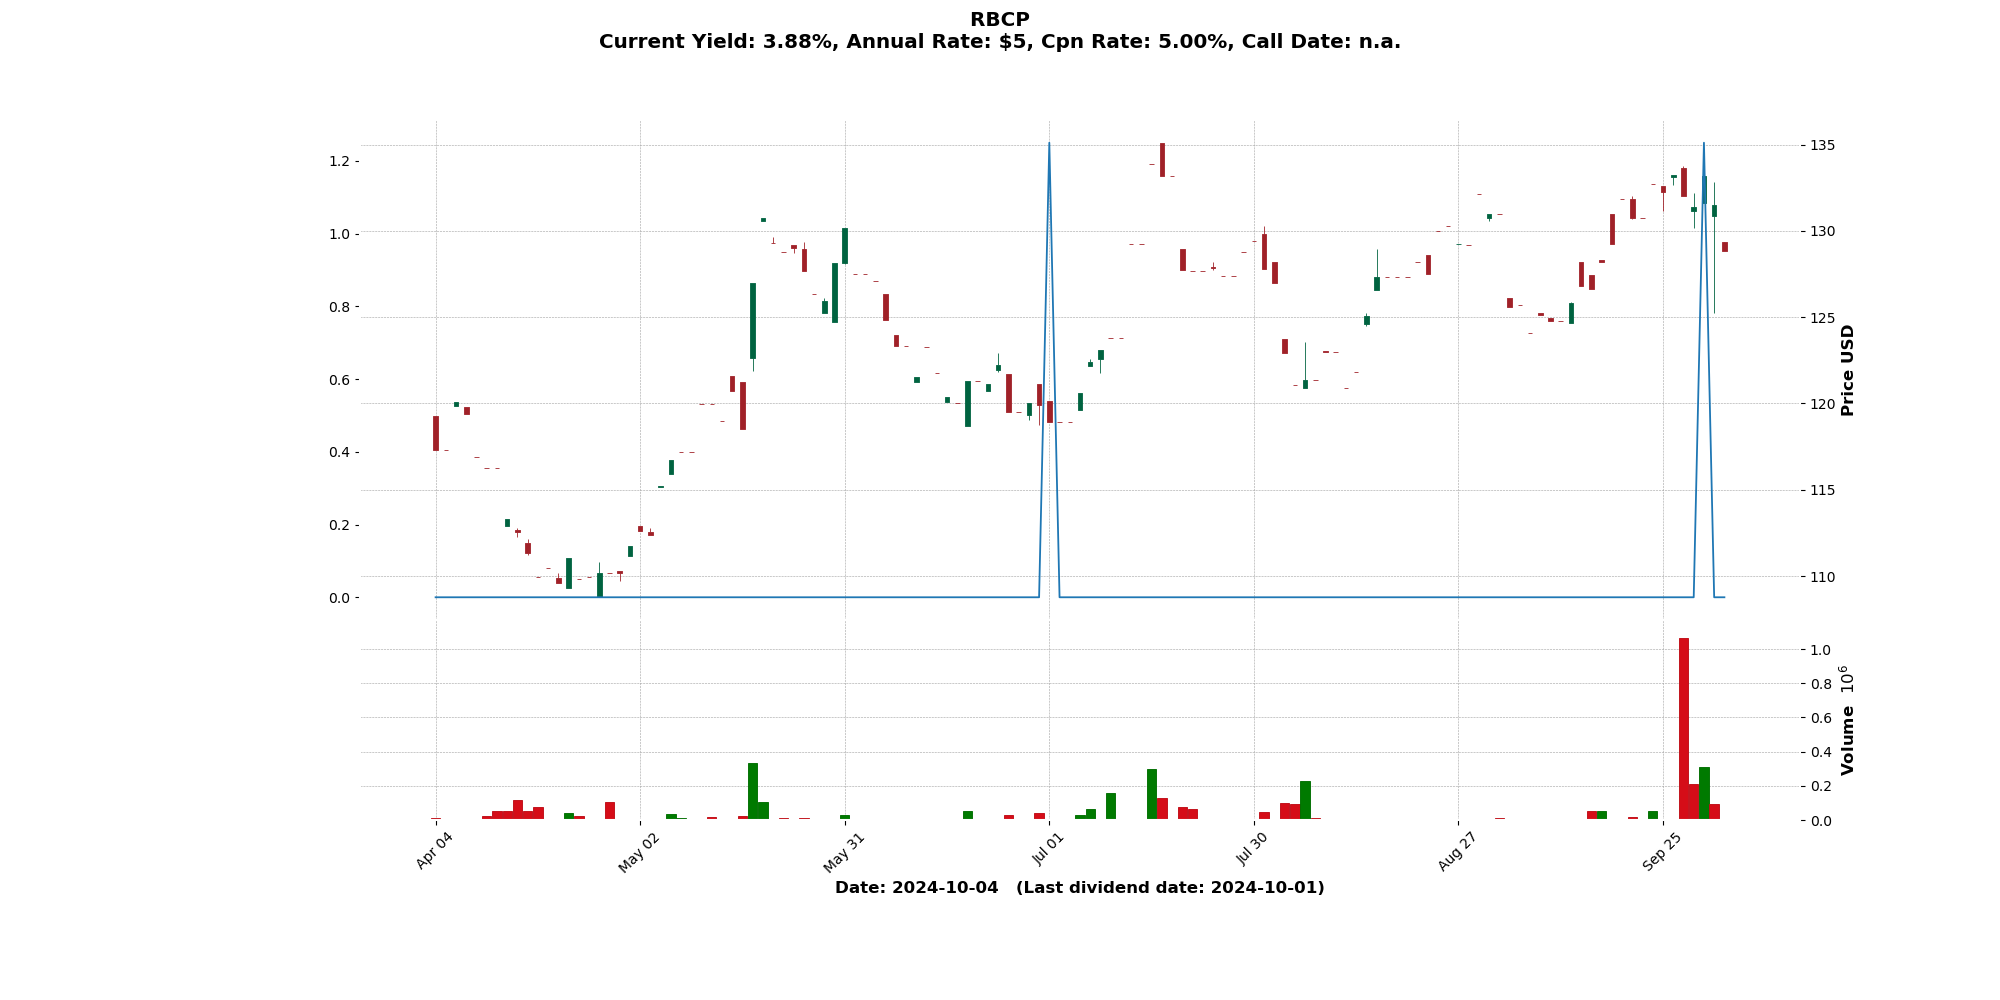 RBCP
Current Yield: 3.88%, Annual Rate: $5, Cpn Rate: 5.00%, Call Date: n.a.
1.2
1.0
0.8
0.6
0.4
0.2
0.0
135
130
125
120
115
110
Price USD
1.0
0.8
0.6
0.4
0.2
0.0
Volume 10^6
Apr 04
May 02
May 31
Jul 01
Jul 30
Aug 27
Sep 25
Date: 2024-10-04 (Last dividend date: 2024-10-01)